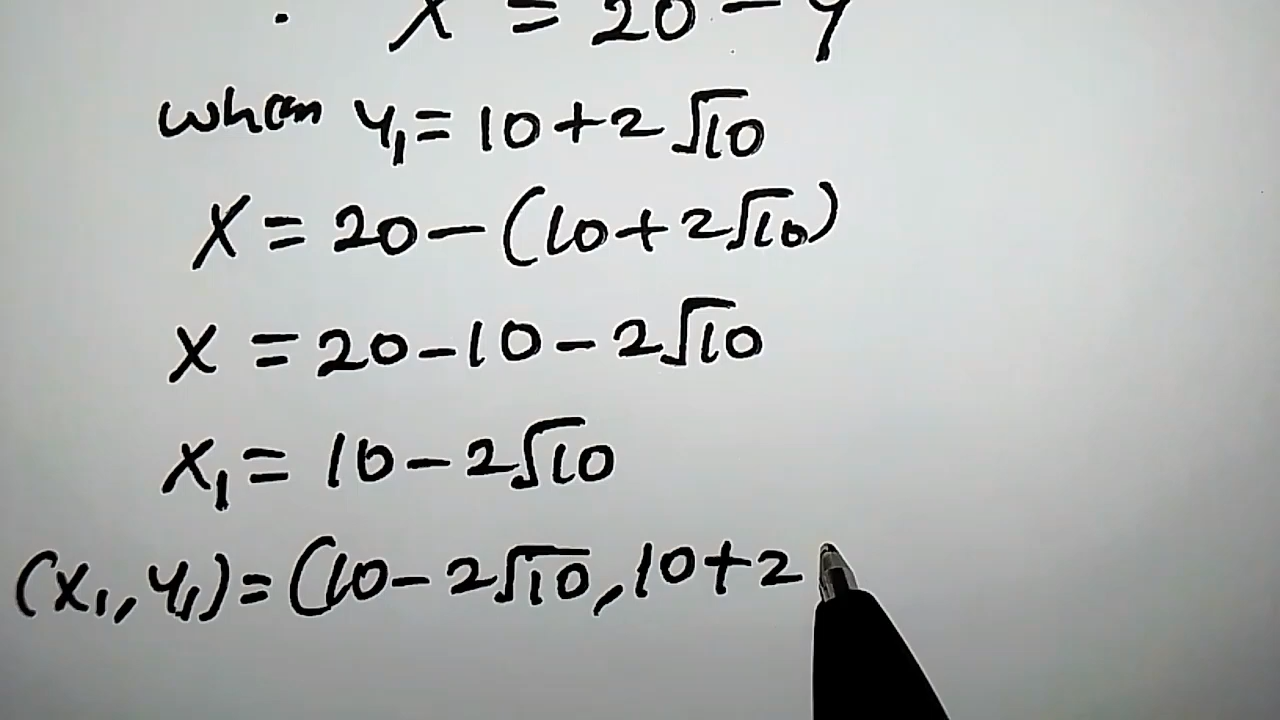 . X = 20 - y
when y₁ = 10 + 2√10
X = 20 - (10 + 2√10)
X = 20 - 10 - 2√10
X₁ = 10 - 2√10
(X₁, y₁) = (10 - 2√10, 10 + 2